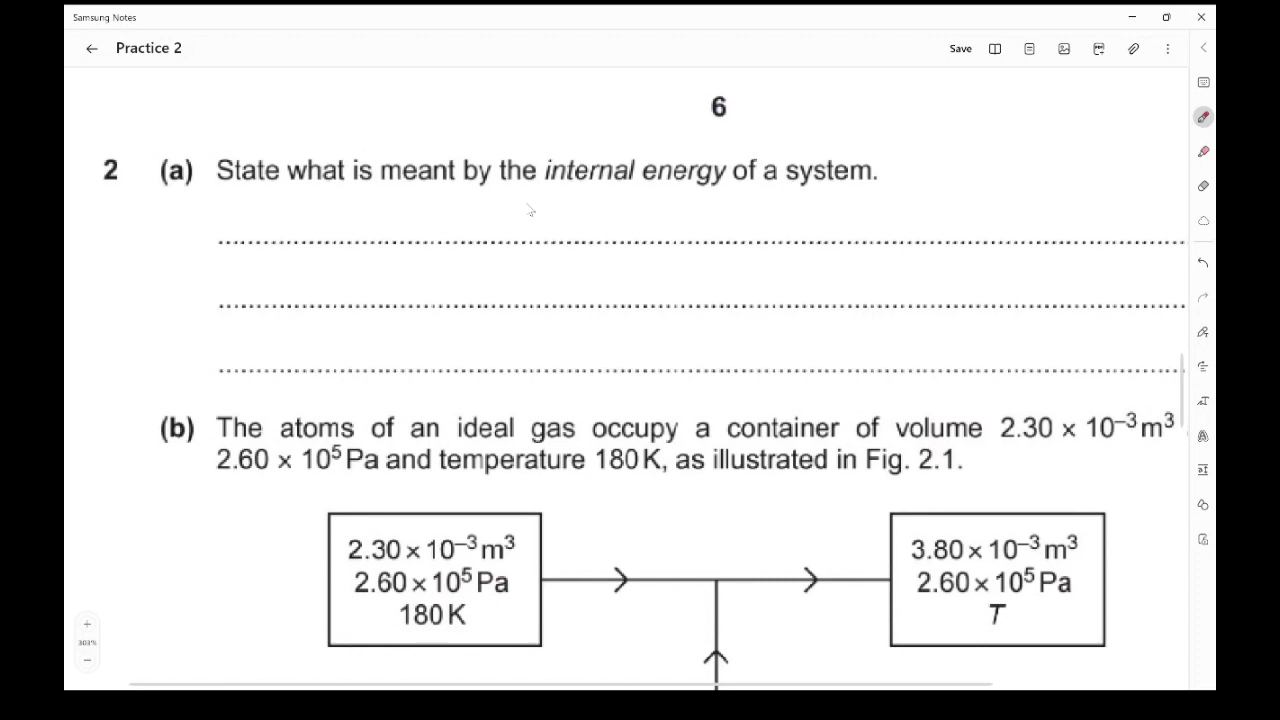 Samsung Notes
Practice 2
Save
6
2 (a) State what is meant by the internal energy of a system.
(b) The atoms of an ideal gas occupy a container of volume 2.30 × 10⁻³ m³
2.60 × 10⁵ Pa and temperature 180 K, as illustrated in Fig. 2.1.
2.30 × 10⁻³ m³
2.60 × 10⁵ Pa
180 K
3.80 × 10⁻³ m³
2.60 × 10⁵ Pa
T
303%